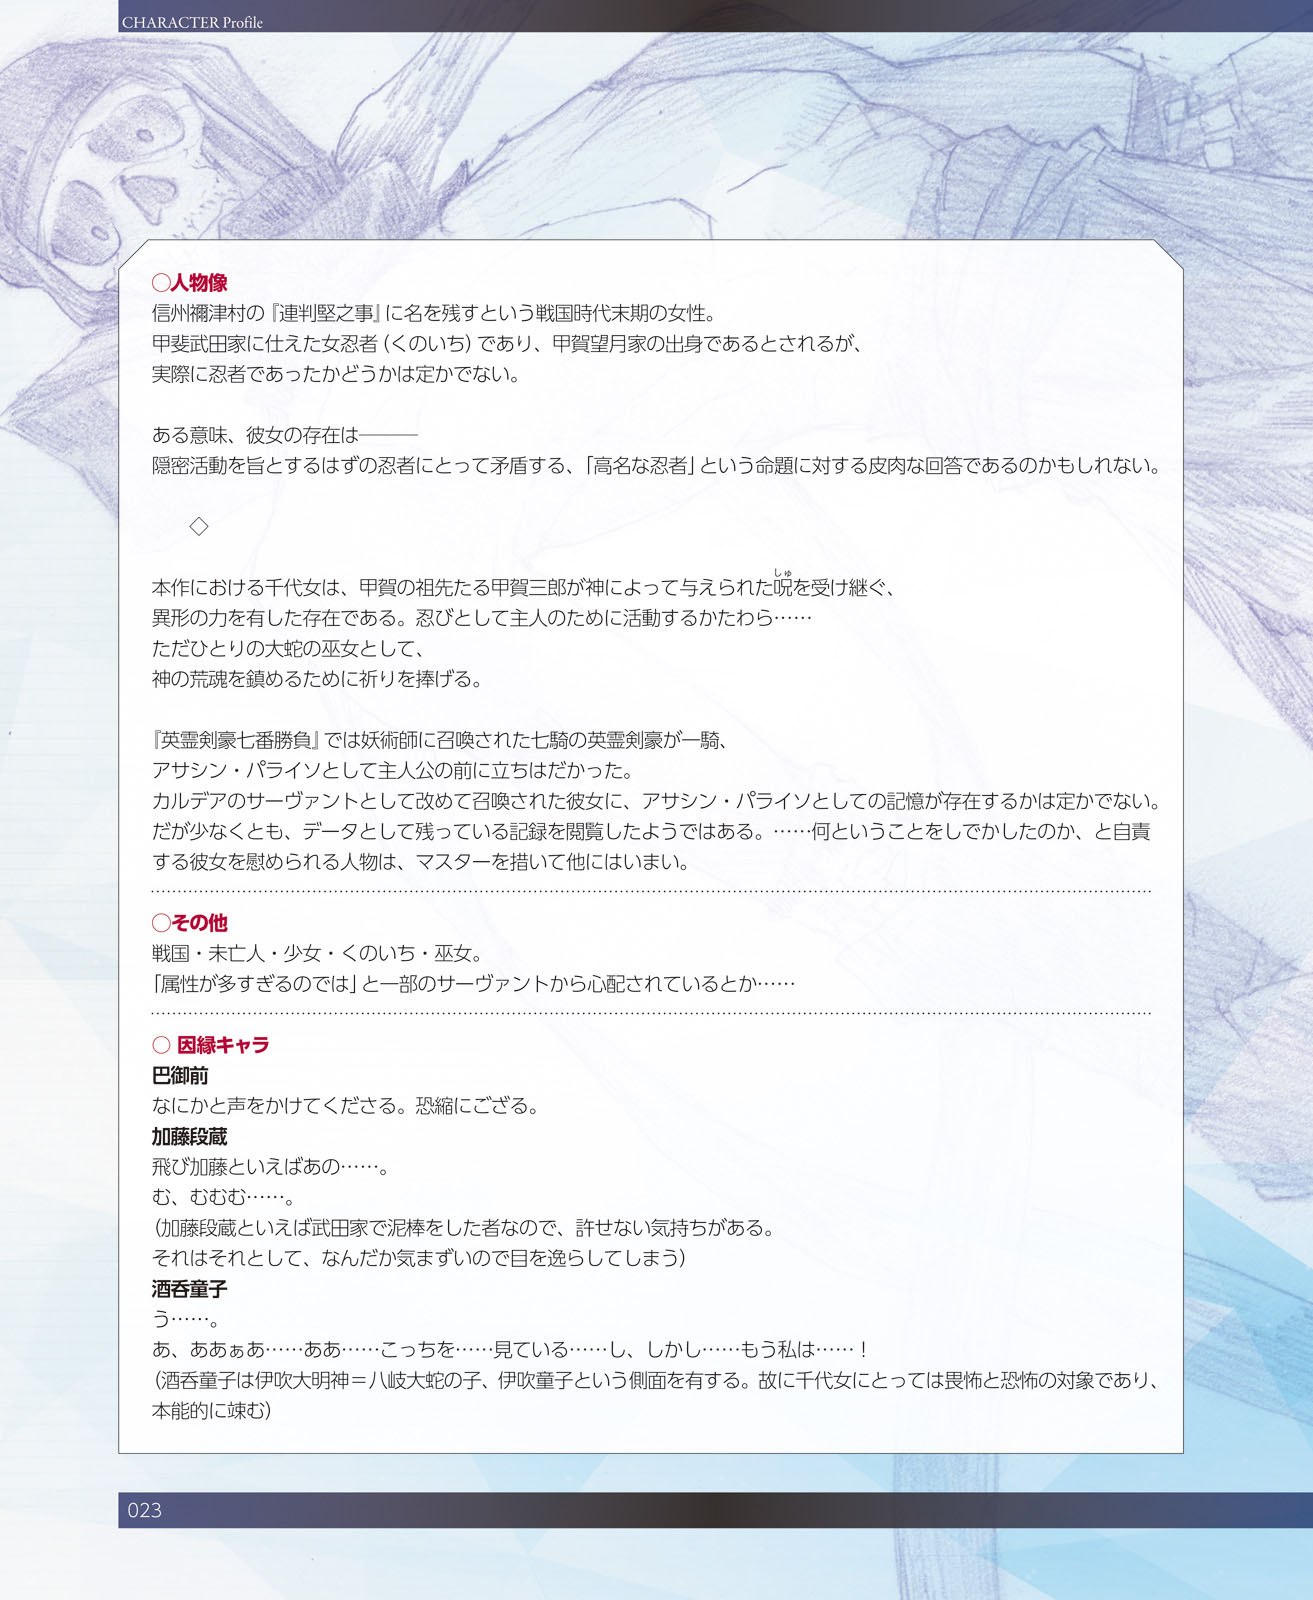 CHARACTER Profile
○人物像
信州禰津村の『連判堅之事』に名を残すという戦国時代末期の女性。
甲斐武田家に仕えた女忍者（くのいち）であり、甲賀望月家の出身であるとされるが、
実際に忍者であったかどうかは定かでない。
ある意味、彼女の存在は―――
隠密活動を旨とするはずの忍者にとって矛盾する、「高名な忍者」という命題に対する皮肉な回答であるのかもしれない。
◇
しゅ
本作における千代女は、甲賀の祖先たる甲賀三郎が神によって与えられた呪を受け継ぐ、
異形の力を有した存在である。忍びとして主人のために活動するかたわら……
ただひとりの大蛇の巫女として、
神の荒魂を鎮めるために祈りを捧げる。
『英霊剣豪七番勝負』では妖術師に召喚された七騎の英霊剣豪が一騎、
アサシン・パライソとして主人公の前に立ちはだかった。
カルデアのサーヴァントとして改めて召喚された彼女に、アサシン・パライソとしての記憶が存在するかは定かでない。
だが少なくとも、データとして残っている記録を閲覧したようではある。……何ということをしでかしたのか、と自責
する彼女を慰められる人物は、マスターを措いて他にはいまい。
○その他
戦国・未亡人・少女・くのいち・巫女。
「属性が多すぎるのでは」と一部のサーヴァントから心配されているとか……
○ 因縁キャラ
巴御前
なにかと声をかけてくださる。恐縮にござる。
加藤段蔵
飛び加藤といえばあの……。
む、むむむ……。
（加藤段蔵といえば武田家で泥棒をした者なので、許せない気持ちがある。
それはそれとして、なんだか気まずいので目を逸らしてしまう）
酒呑童子
う……。
あ、ああぁあ……ああ……こっちを……見ている……し、しかし……もう私は……！
（酒呑童子は伊吹大明神＝八岐大蛇の子、伊吹童子という側面を有する。故に千代女にとっては畏怖と恐怖の対象であり、
本能的に竦む）
023